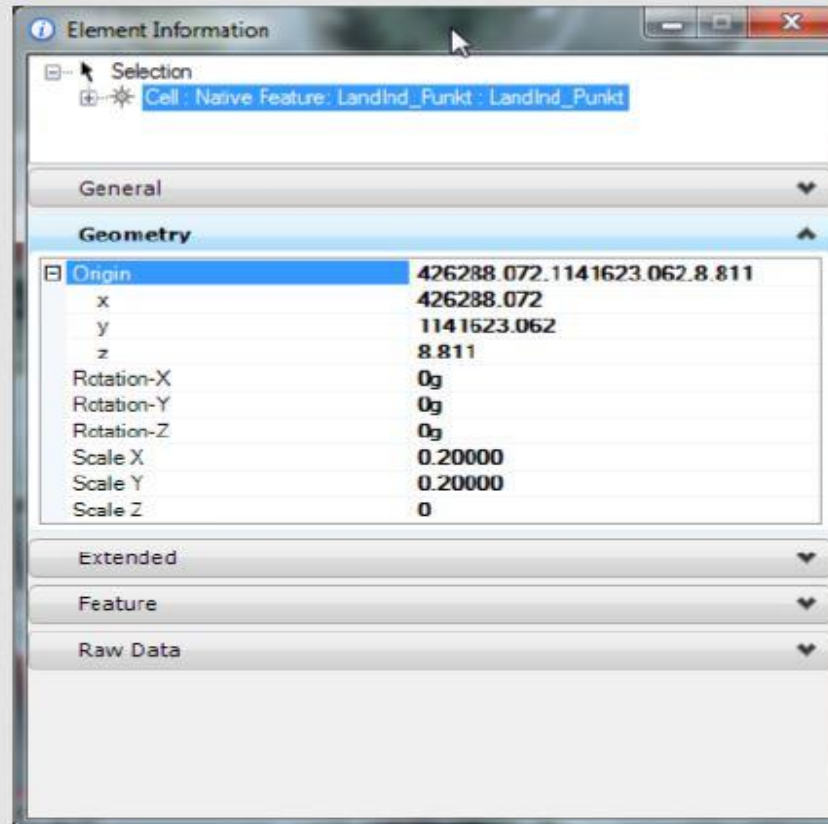 Element Information
Selection
Cell : Native Feature: LandInd_Punkt : LandInd_Punkt
General
Geometry
Origin 426288.072,1141623.062,8.811
x 426288.072
y 1141623.062
z 8.811
Rotation-X 0g
Rotation-Y 0g
Rotation-Z 0g
Scale X 0.20000
Scale Y 0.20000
Scale Z 0
Extended
Feature
Raw Data